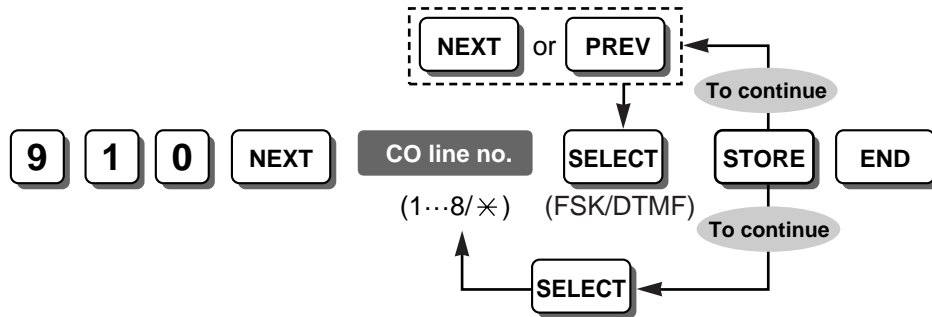 NEXT or PREV
To continue
9 1 0 NEXT CO line no. SELECT STORE END
(1···8/✳) (FSK/DTMF)
To continue
SELECT